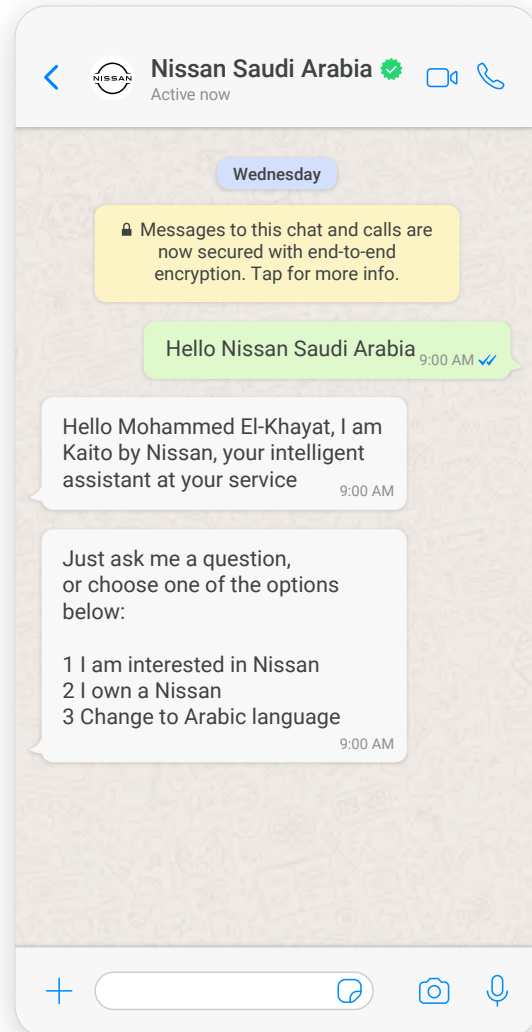 Nissan Saudi Arabia
NISSAN
Active now
Wednesday
Messages to this chat and calls are
now secured with end-to-end
encryption. Tap for more info.
Hello Nissan Saudi Arabia
9:00 AM
Hello Mohammed El-Khayat, I am
Kaito by Nissan, your intelligent
assistant at your service
9:00 AM
Just ask me a question,
or choose one of the options
below:
1 I am interested in Nissan
2 I own a Nissan
3 Change to Arabic language
9:00 AM